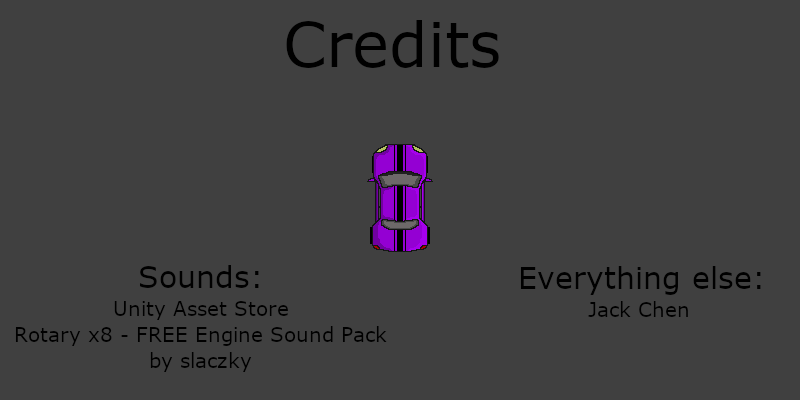 Credits
Sounds:
Unity Asset Store
Rotary x8 - FREE Engine Sound Pack
by slaczky
Everything else:
Jack Chen